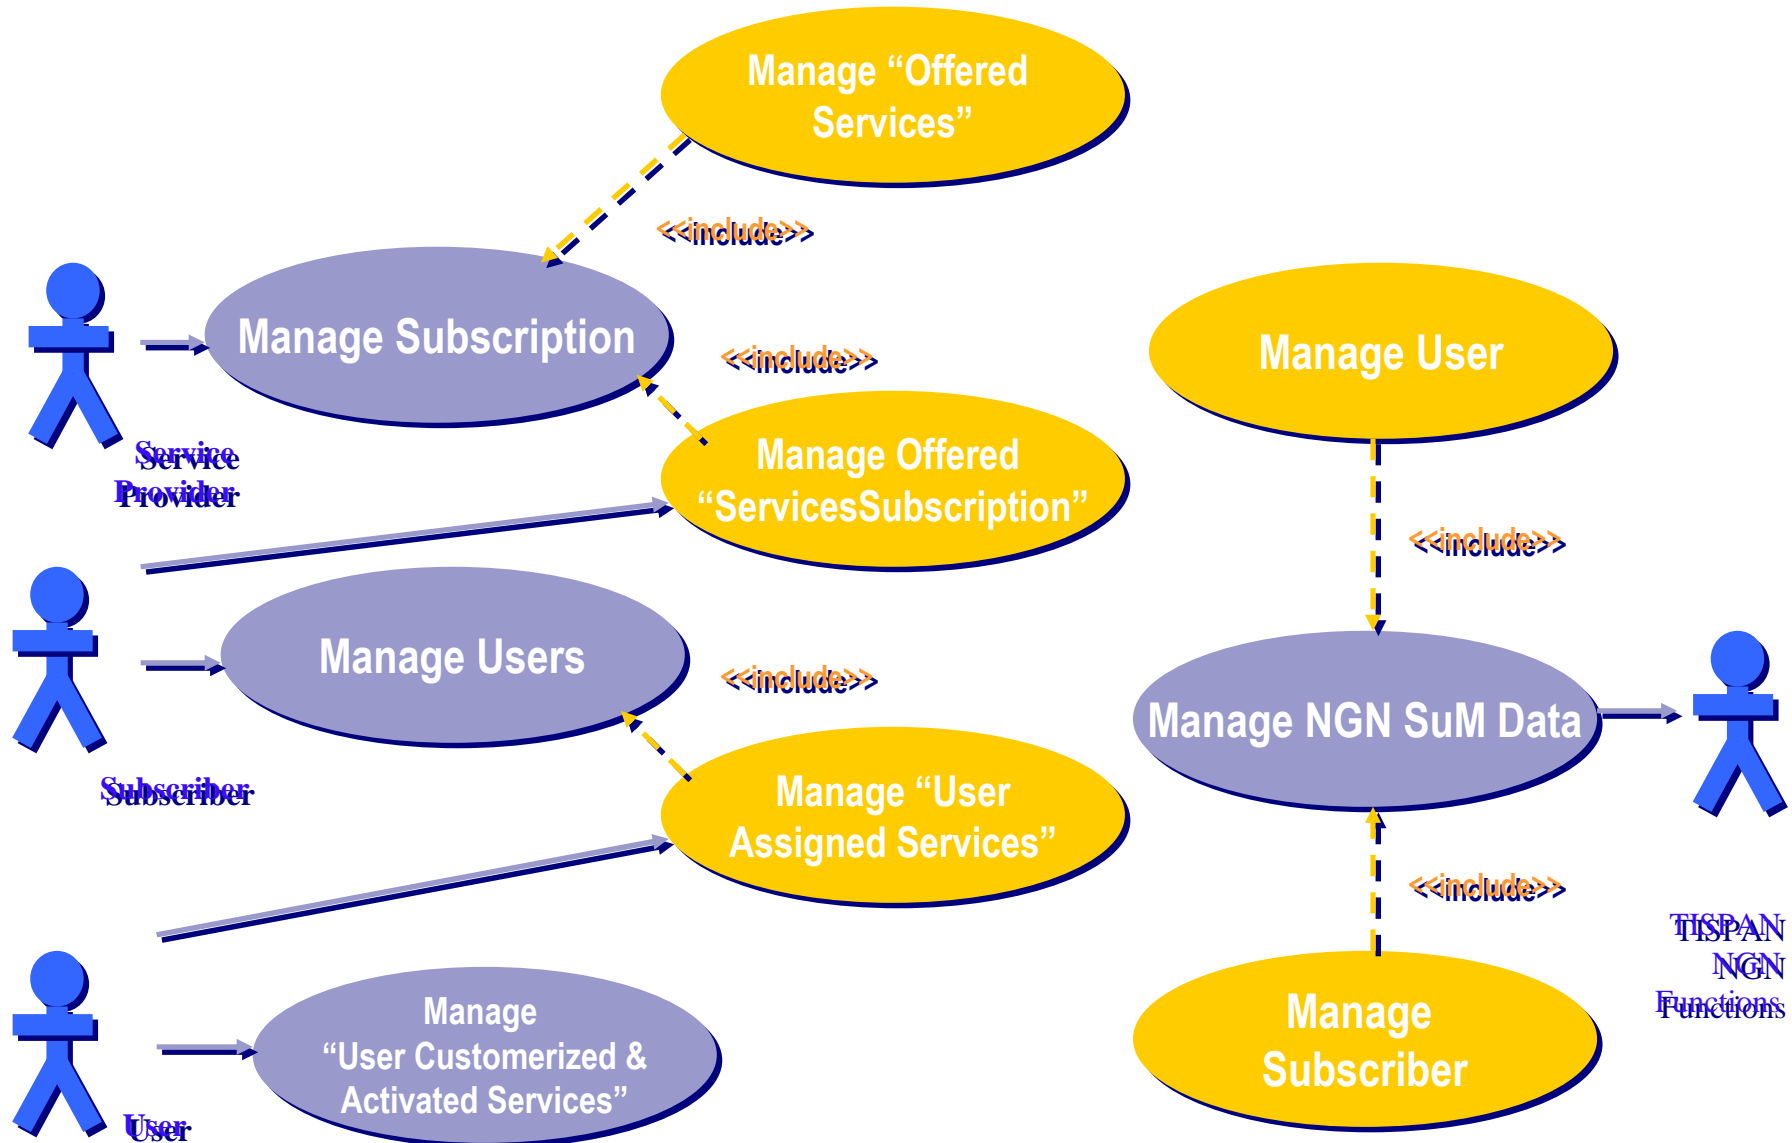 Manage “Offered
Services”
<<include>>
Manage Subscription
<<include>>
Manage User
Service
Provider
Manage Offered
“ServicesSubscription”
<<include>>
Manage Users
<<include>>
Manage NGN SuM Data
Subscriber
Manage “User
Assigned Services”
<<include>>
TISPAN
NGN
Functions
Manage
“User Customerized &
Activated Services”
Manage
Subscriber
User